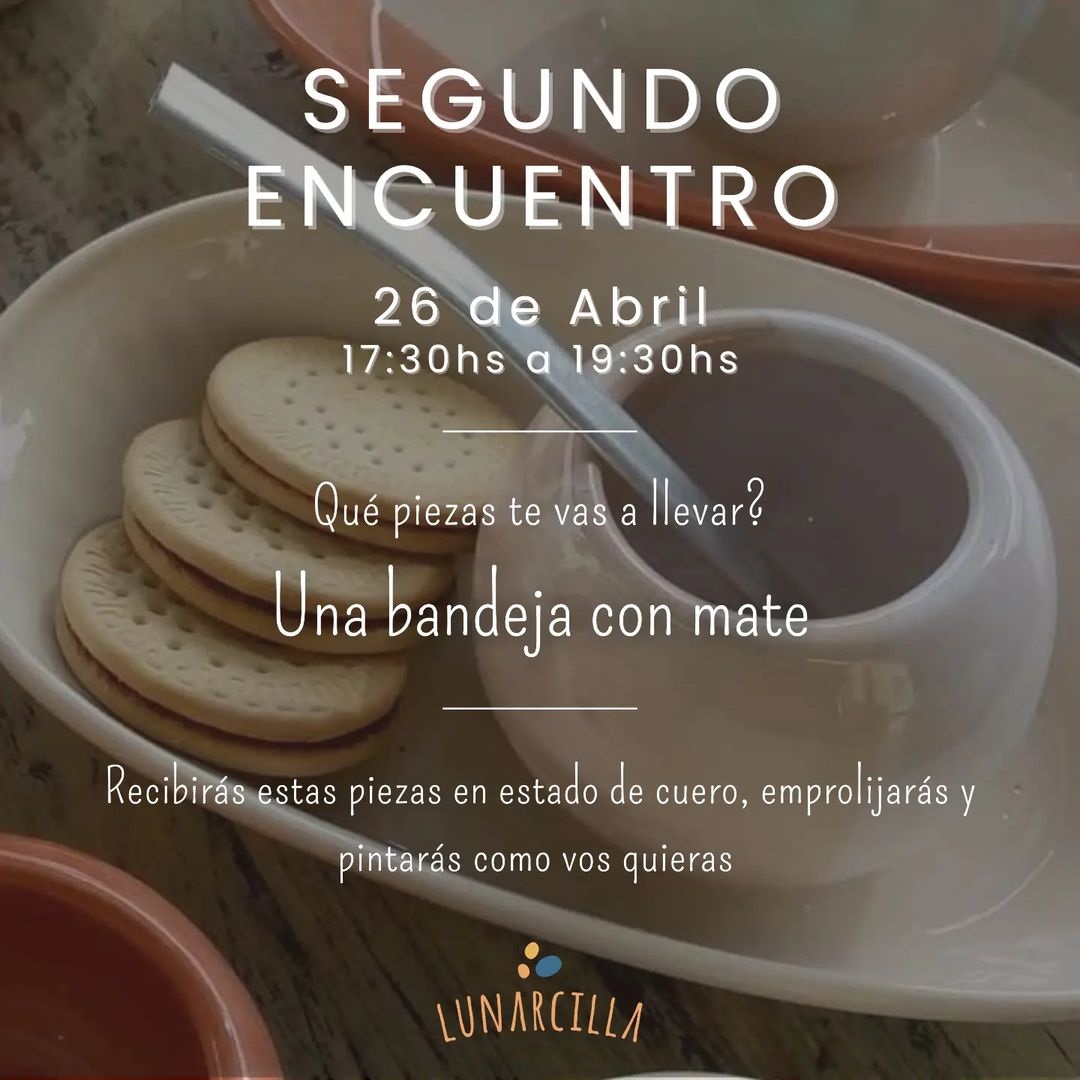 SEGUNDO
ENCUENTRO
26 de Abril
17:30hs a 19:30hs
Qué piezas te vas a llevar?
Una bandeja con mate
Recibirás estas piezas en estado de cuero, emprolijarás y
pintarás como vos quieras
LUNARCILLA